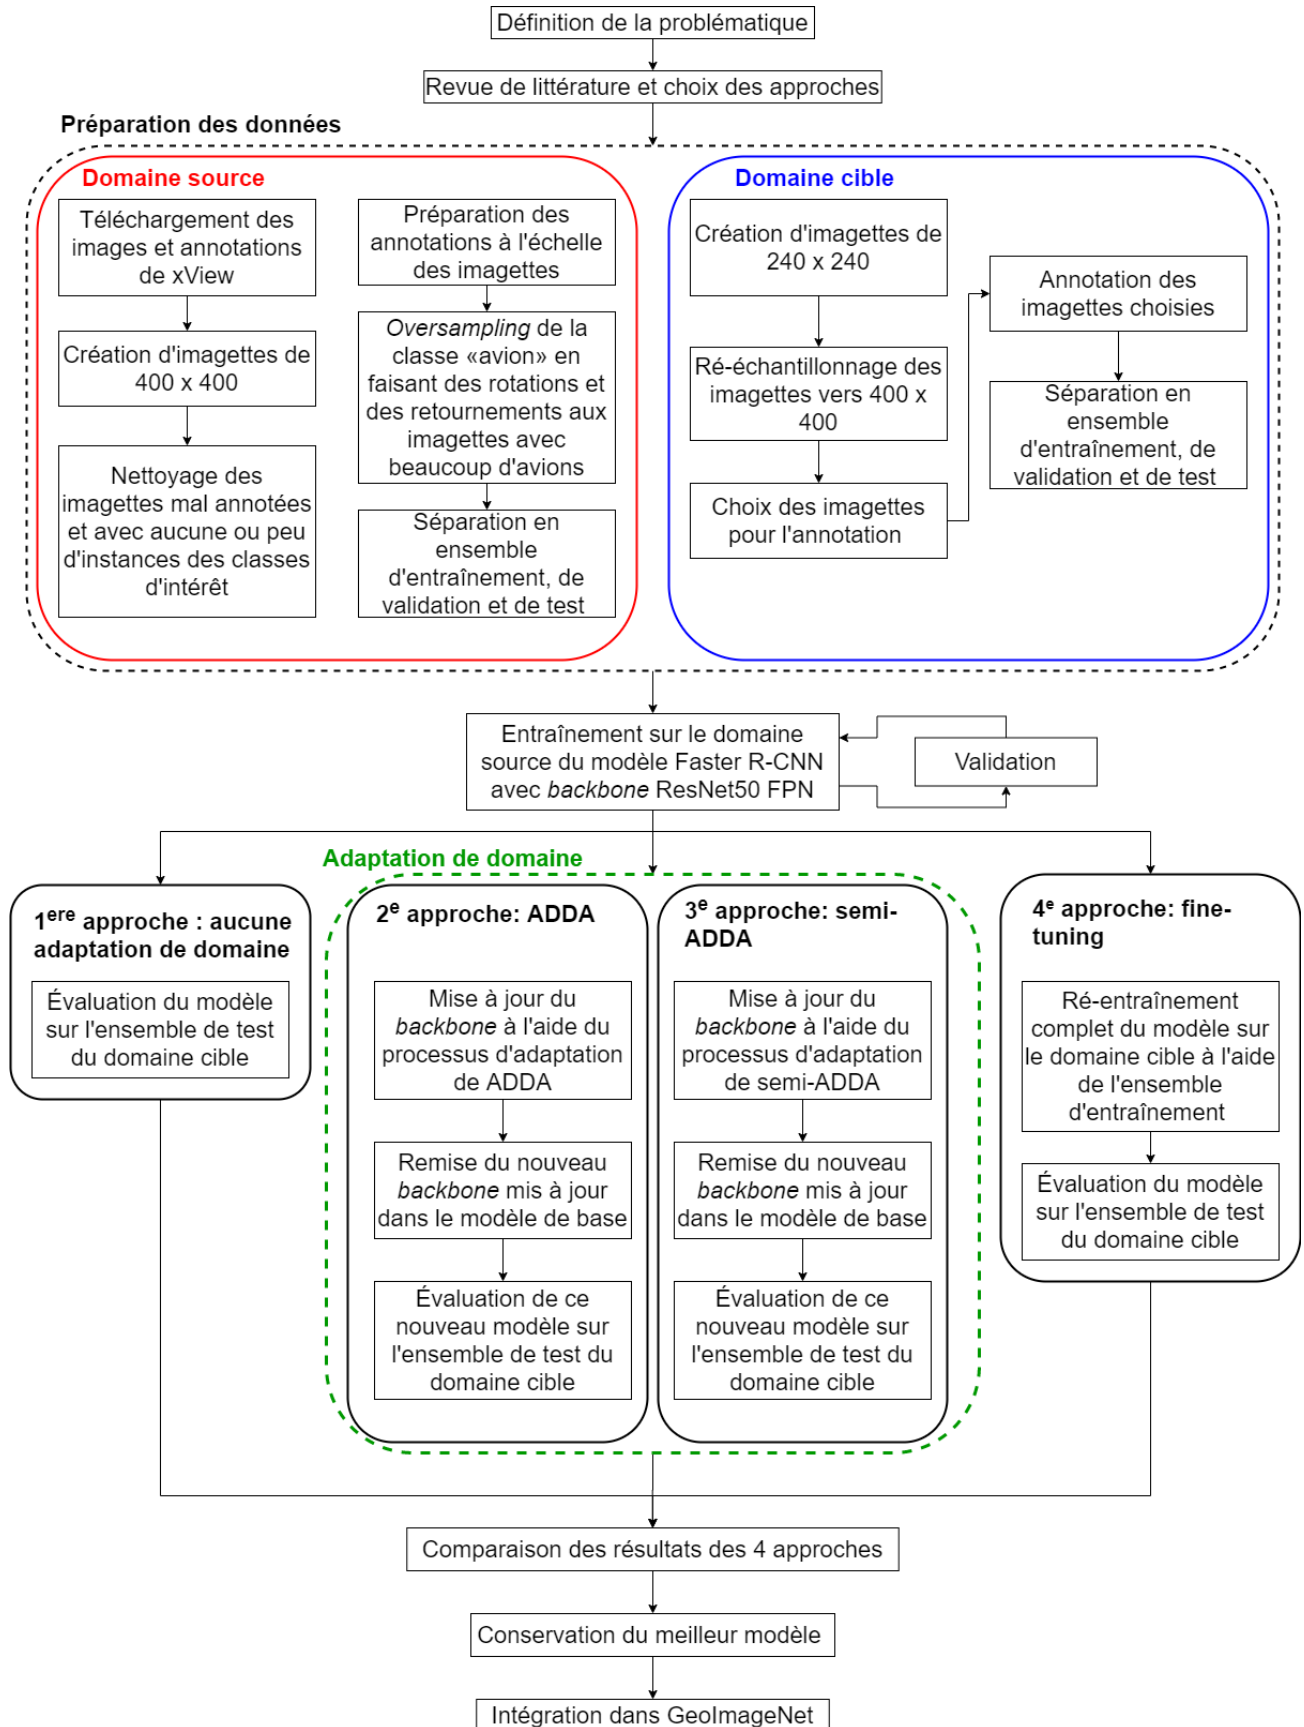 Définition de la problématique
Revue de littérature et choix des approches
Préparation des données
Domaine source
Téléchargement des
images et annotations
de xView
Création d'imagettes de
400 x 400
Nettoyage des
imagettes mal annotées
et avec aucune ou peu
d'instances des classes
d'intérêt
Préparation des
annotations à l'échelle
des imagettes
Oversampling de la
classe «avion» en
faisant des rotations et
des retournements aux
imagettes avec
beaucoup d'avions
Séparation en
ensemble
d'entraînement, de
validation et de test
Domaine cible
Création d'imagettes de
240 x 240
Ré-échantillonnage des
imagettes vers 400 x
400
Choix des imagettes
pour l'annotation
Annotation des
imagettes choisies
Séparation en
ensemble
d'entraînement, de
validation et de test
Entraînement sur le domaine
source du modèle Faster R-CNN
avec backbone ResNet50 FPN
Validation
Adaptation de domaine
1ere approche : aucune
adaptation de domaine
Évaluation du modèle
sur l'ensemble de test
du domaine cible
2e approche: ADDA
Mise à jour du
backbone à l'aide du
processus d'adaptation
de ADDA
Remise du nouveau
backbone mis à jour
dans le modèle de base
Évaluation de ce
nouveau modèle sur
l'ensemble de test du
domaine cible
3e approche: semi-
ADDA
Mise à jour du
backbone à l'aide du
processus d'adaptation
de semi-ADDA
Remise du nouveau
backbone mis à jour
dans le modèle de base
Évaluation de ce
nouveau modèle sur
l'ensemble de test du
domaine cible
4e approche: fine-
tuning
Ré-entraînement
complet du modèle sur
le domaine cible à l'aide
de l'ensemble
d'entraînement
Évaluation du modèle
sur l'ensemble de test
du domaine cible
Comparaison des résultats des 4 approches
Conservation du meilleur modèle
Intégration dans GeoImageNet